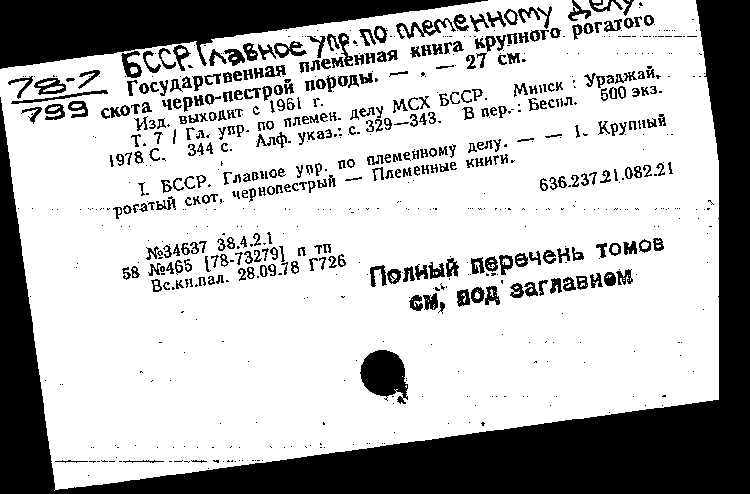 БССР. Главное упр. по племенному делу.
78-7
799
Государственная племенная книга крупного рогатого
скота черно-пестрой породы. — . — 27 см.
Изд. выходит с 1961 г.
Т. 7 / Гл. упр. по племен. делу МСХ БССР. Минск : Ураджай,
1978 С. 344 с. Алф. указ.: с. 329—343. В пер. : Беспл. 500 экз.
I. БССР. Главное упр. по племенному делу. — — 1. Крупный
рогатый скот, чернопестрый — Племенные книги.
636.237.21.082.21
№34637 38.4.2.1
58 №465 [78-73279] п тп
Вс.кн.пал. 28.09.78 Г726
Полный перечень томов
см, под заглавием